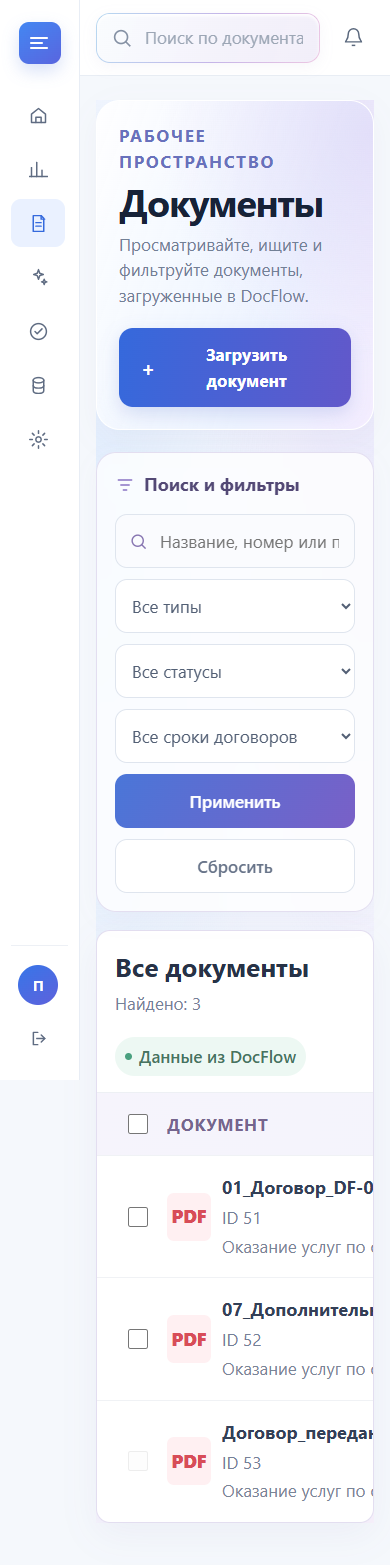 Поиск по документа
РАБОЧЕЕ
ПРОСТРАНСТВО
Документы
Просматривайте, ищите и
фильтруйте документы,
загруженные в DocFlow.
+ Загрузить
документ
Поиск и фильтры
Название, номер или п
Все типы
Все статусы
Все сроки договоров
Применить
Сбросить
Все документы
П
Найдено: 3
Данные из DocFlow
ДОКУМЕНТ
01_Договор_DF-0
PDF
ID 51
Оказание услуг по
07_Дополнитель
PDF
ID 52
Оказание услуг по
Договор_передан
PDF
ID 53
Оказание услуг по